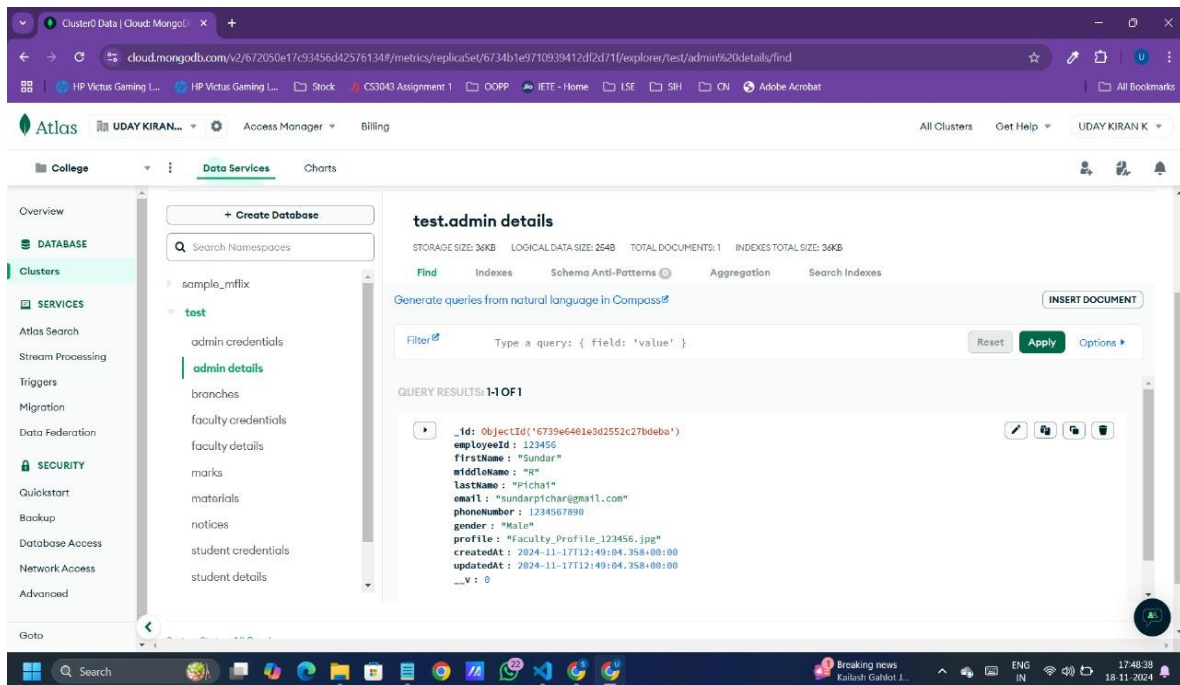 Cluster0 Data | Cloud: MongoD
cloud.mongodb.com/v2/672050e17c93456d42576134#/metrics/replicaSet/6734b1e9710939412df2d71f/explorer/test/admin%20details/find
HP Victus Gaming L... HP Victus Gaming L... Stock CS3043 Assignment 1 OOPP IETE - Home LSE SIH CN Adobe Acrobat All Bookmarks
Atlas UDAY KIRAN... Access Manager Billing All Clusters Get Help UDAY KIRAN K
College Data Services Charts
Overview
DATABASE
Clusters
SERVICES
Atlas Search
Stream Processing
Triggers
Migration
Data Federation
SECURITY
Quickstart
Backup
Database Access
Network Access
Advanced
Goto
+ Create Database
Search Namespaces
sample_mflix
test
admin credentials
admin details
branches
faculty credentials
faculty details
marks
materials
notices
student credentials
student details
test.admin details
STORAGE SIZE: 36KB LOGICAL DATA SIZE: 254B TOTAL DOCUMENTS: 1 INDEXES TOTAL SIZE: 36KB
Find Indexes Schema Anti-Patterns 0 Aggregation Search Indexes
Generate queries from natural language in Compass
INSERT DOCUMENT
Filter Type a query: { field: 'value' } Reset Apply Options
QUERY RESULTS: 1-1 OF 1
_id: ObjectId('6739e6401e3d2552c27bdeba')
employeeId : 123456
firstName : "Sundar"
middleName : "R"
lastName : "Pichai"
email : "sundarpichar@gmail.com"
phoneNumber : 1234567890
gender : "Male"
profile : "Faculty_Profile_123456.jpg"
createdAt : 2024-11-17T12:49:04.358+00:00
updatedAt : 2024-11-17T12:49:04.358+00:00
__v : 0
Search
22
Breaking news
Kailash Gahlot J...
ENG
IN
17:48:38
18-11-2024